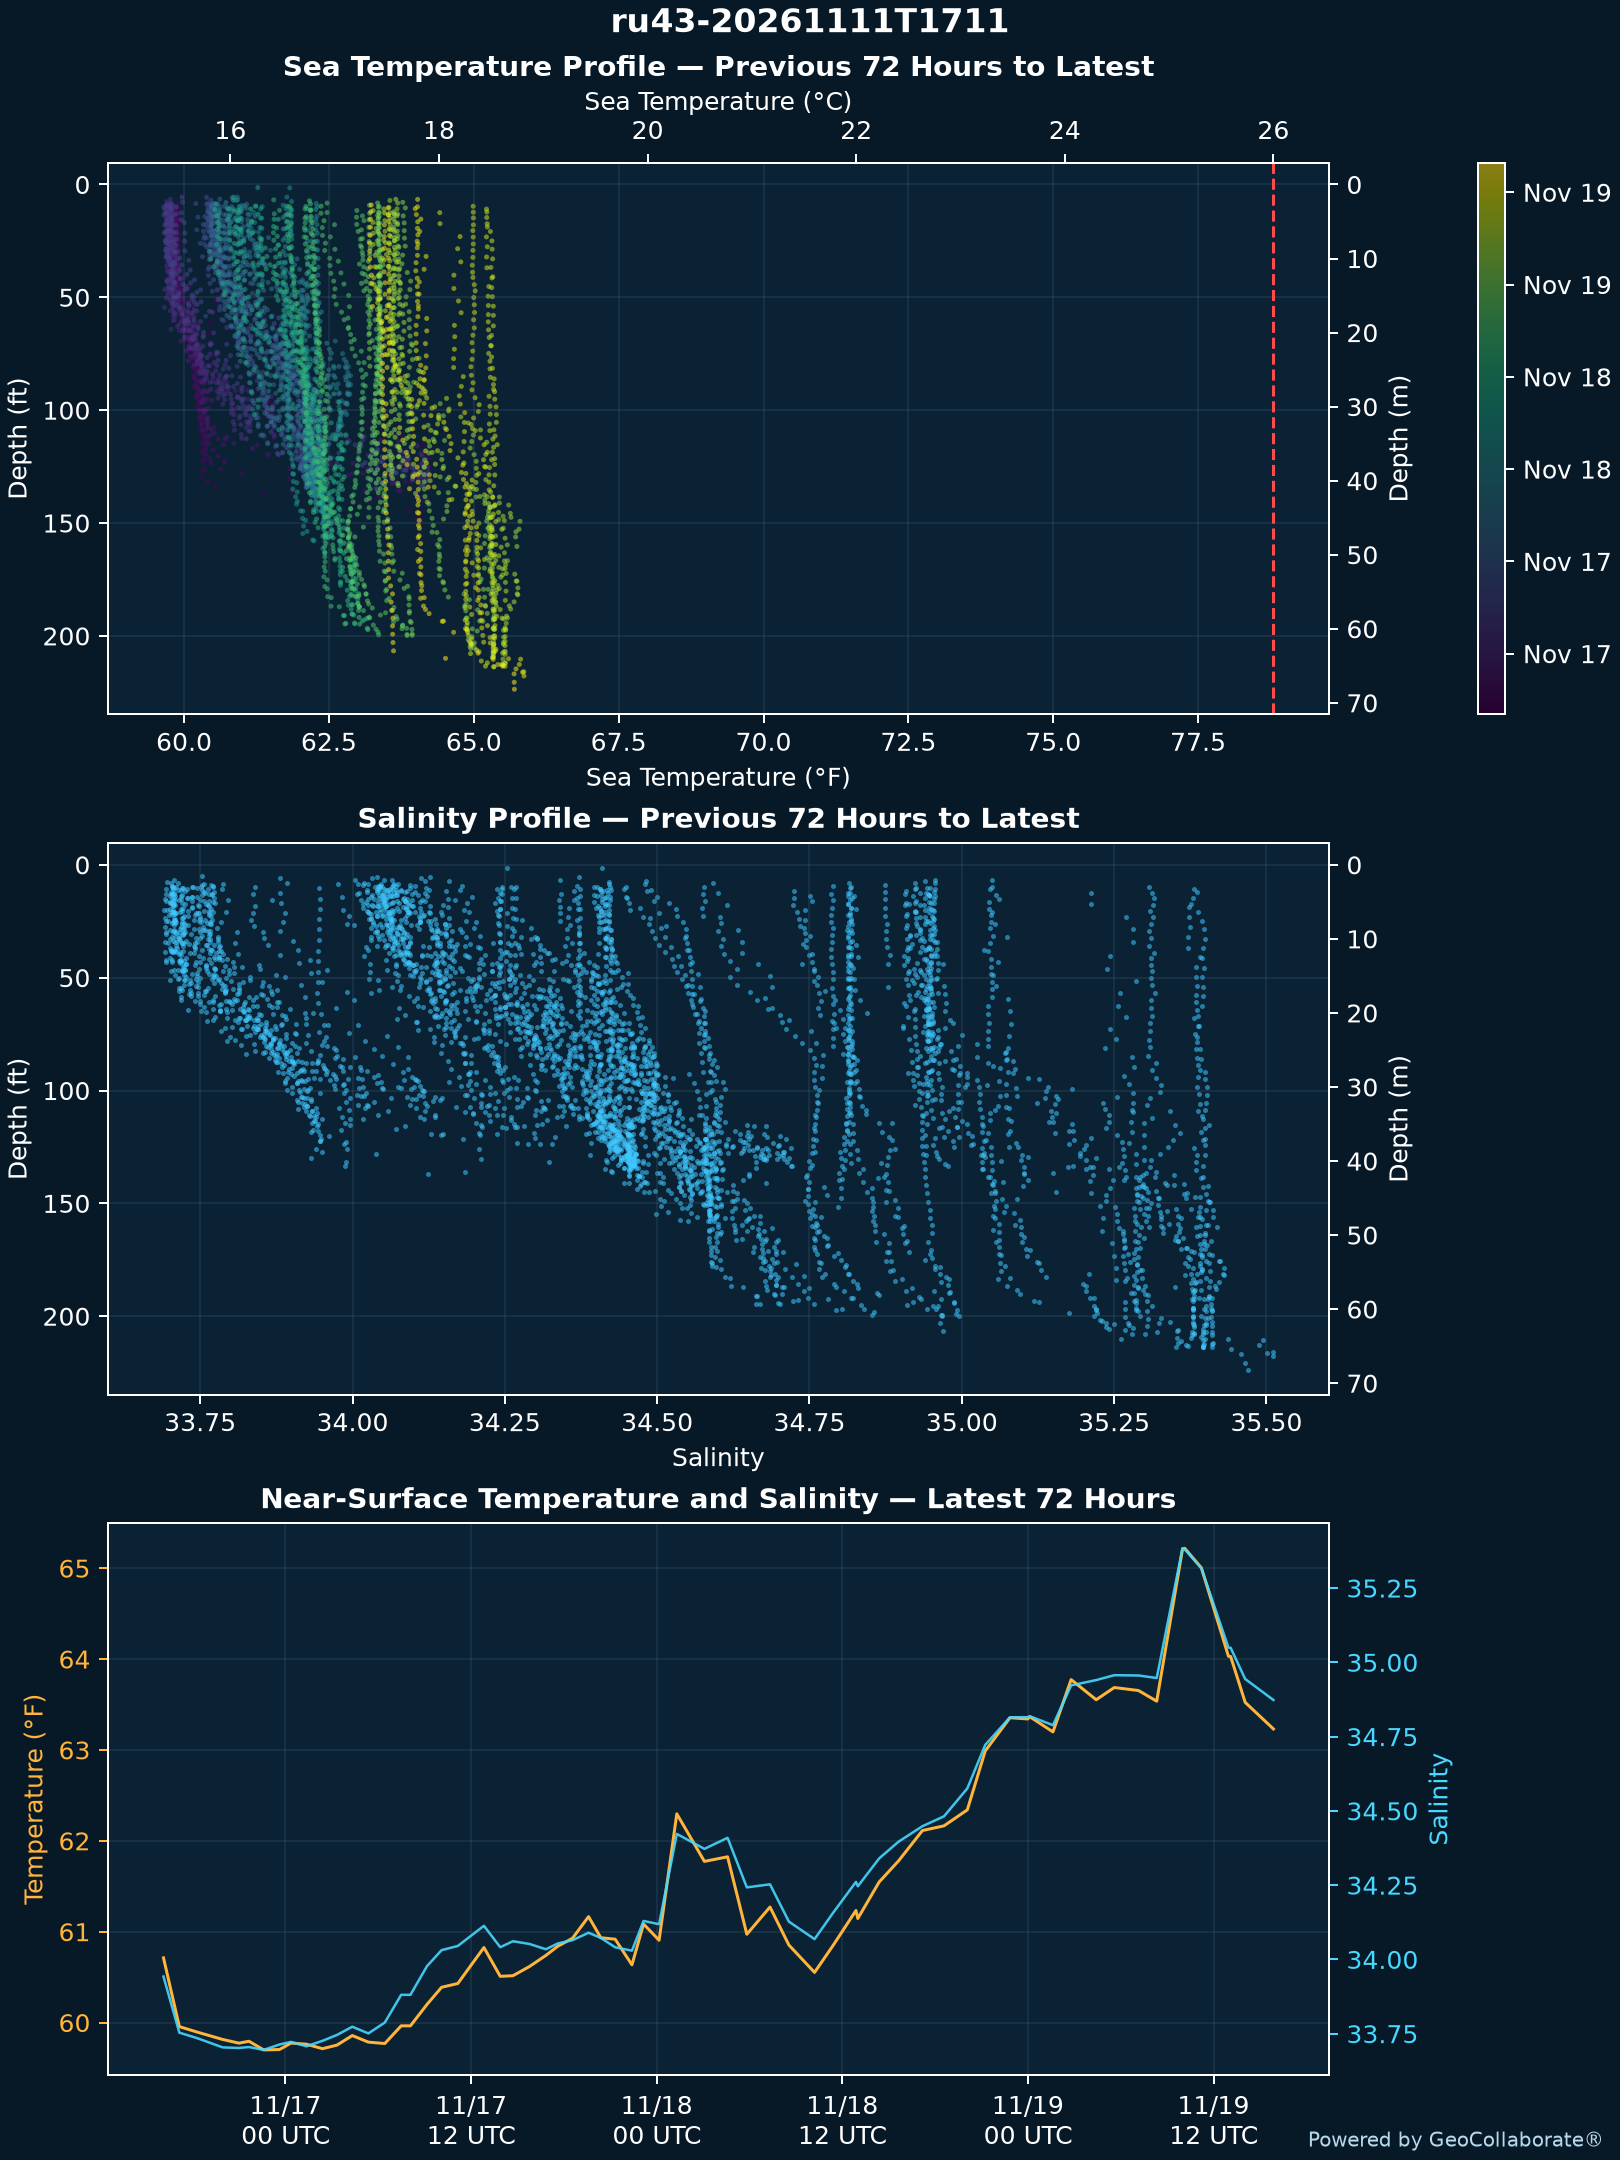 ru43-20261111T1711
Sea Temperature Profile — Previous 72 Hours to Latest
Sea Temperature (°C)
16 18 20 22 24 26
0 0
50 10
20
100 30
150 40
50
200 60
70
Depth (ft)
Depth (m)
Nov 19
Nov 19
Nov 18
Nov 18
Nov 17
Nov 17
60.0 62.5 65.0 67.5 70.0 72.5 75.0 77.5
Sea Temperature (°F)
Salinity Profile — Previous 72 Hours to Latest
0 0
50 10
20
100 30
150 40
50
200 60
70
Depth (ft)
Depth (m)
33.75 34.00 34.25 34.50 34.75 35.00 35.25 35.50
Salinity
Near-Surface Temperature and Salinity — Latest 72 Hours
65
64
63
62
61
60
Temperature (°F)
35.25
35.00
34.75
34.50
34.25
34.00
33.75
Salinity
11/17 11/17 11/18 11/18 11/19 11/19
00 UTC 12 UTC 00 UTC 12 UTC 00 UTC 12 UTC
Powered by GeoCollaborate®